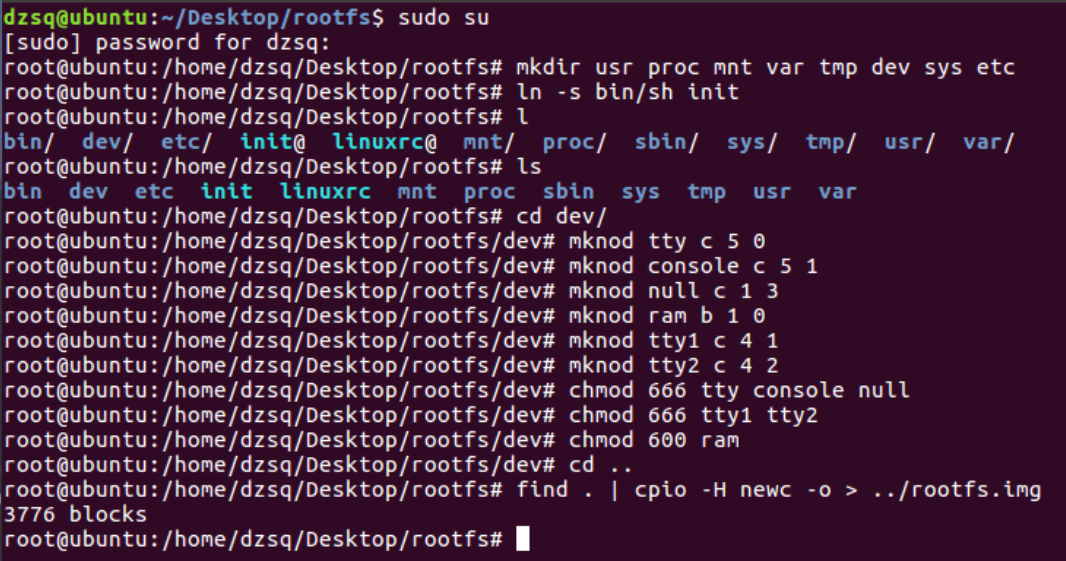 dzsq@ubuntu:~/Desktop/rootfs$ sudo su
[sudo] password for dzsq:
root@ubuntu:/home/dzsq/Desktop/rootfs# mkdir usr proc mnt var tmp dev sys etc
root@ubuntu:/home/dzsq/Desktop/rootfs# ln -s bin/sh init
root@ubuntu:/home/dzsq/Desktop/rootfs# l
bin/  dev/  etc/  init@  linuxrc@  mnt/  proc/  sbin/  sys/  tmp/  usr/  var/
root@ubuntu:/home/dzsq/Desktop/rootfs# ls
bin  dev  etc  init  linuxrc  mnt  proc  sbin  sys  tmp  usr  var
root@ubuntu:/home/dzsq/Desktop/rootfs# cd dev/
root@ubuntu:/home/dzsq/Desktop/rootfs/dev# mknod tty c 5 0
root@ubuntu:/home/dzsq/Desktop/rootfs/dev# mknod console c 5 1
root@ubuntu:/home/dzsq/Desktop/rootfs/dev# mknod null c 1 3
root@ubuntu:/home/dzsq/Desktop/rootfs/dev# mknod ram b 1 0
root@ubuntu:/home/dzsq/Desktop/rootfs/dev# mknod tty1 c 4 1
root@ubuntu:/home/dzsq/Desktop/rootfs/dev# mknod tty2 c 4 2
root@ubuntu:/home/dzsq/Desktop/rootfs/dev# chmod 666 tty console null
root@ubuntu:/home/dzsq/Desktop/rootfs/dev# chmod 666 tty1 tty2
root@ubuntu:/home/dzsq/Desktop/rootfs/dev# chmod 600 ram
root@ubuntu:/home/dzsq/Desktop/rootfs/dev# cd ..
root@ubuntu:/home/dzsq/Desktop/rootfs# find . | cpio -H newc -o > ../rootfs.img
3776 blocks
root@ubuntu:/home/dzsq/Desktop/rootfs#